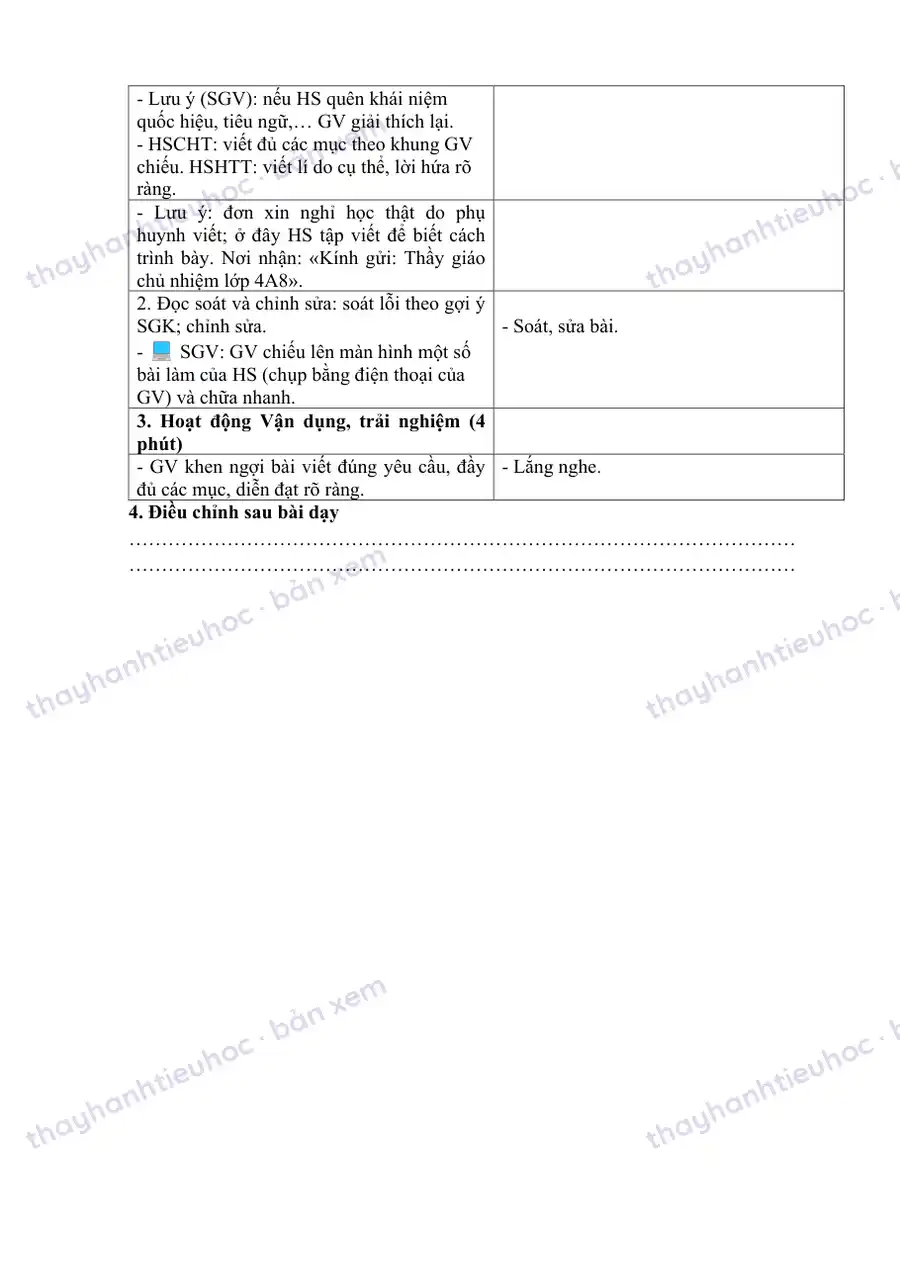 - Lưu ý (SGV): nếu HS quên khái niệm
quốc hiệu, tiêu ngữ,… GV giải thích lại.
- HSCHT: viết đủ các mục theo khung GV
chiếu. HSHTT: viết lí do cụ thể, lời hứa rõ
ràng.
- Lưu ý: đơn xin nghỉ học thật do phụ
huynh viết; ở đây HS tập viết để biết cách
trình bày. Nơi nhận: «Kính gửi: Thầy giáo
chủ nhiệm lớp 4A8».
2. Đọc soát và chỉnh sửa: soát lỗi theo gợi ý
SGK; chỉnh sửa.
- SGV: GV chiếu lên màn hình một số
bài làm của HS (chụp bằng điện thoại của
GV) và chữa nhanh.
- Soát, sửa bài.
3. Hoạt động Vận dụng, trải nghiệm (4
phút)
- GV khen ngợi bài viết đúng yêu cầu, đầy
đủ các mục, diễn đạt rõ ràng.
- Lắng nghe.
4. Điều chỉnh sau bài dạy
……………………………………………………………………………………
……………………………………………………………………………………
thayhanhtieuhoc · bản xem
thayhanhtieuhoc · b
thayhanhtieuhoc · bản xem
thayhanhtieuhoc · b
thayhanhtieuhoc · bản xem
thayhanhtieuhoc · b